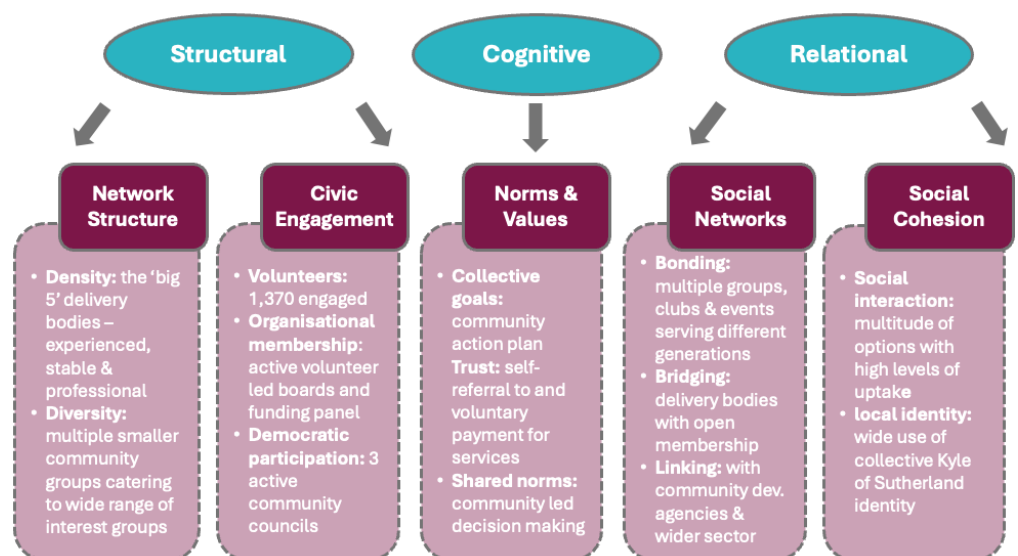 Structural
Cognitive
Relational
Network
Structure
• Density: the ‘big
5’ delivery
bodies –
experienced,
stable &
professional
• Diversity:
multiple smaller
community
groups catering
to wide range of
interest groups
Civic
Engagement
• Volunteers:
1,370 engaged
• Organisational
membership:
active volunteer
led boards and
funding panel
• Democratic
participation: 3
active
community
councils
Norms &
Values
• Collective
goals:
community
action plan
Trust: self-
referral to and
voluntary
payment for
services
• Shared norms:
community led
decision making
Social
Networks
• Bonding:
multiple groups,
clubs & events
serving different
generations
• Bridging:
delivery bodies
with open
membership
• Linking: with
community dev.
agencies &
wider sector
Social
Cohesion
• Social
interaction:
multitude of
options with
high levels of
uptake
• local identity:
wide use of
collective Kyle
of Sutherland
identity